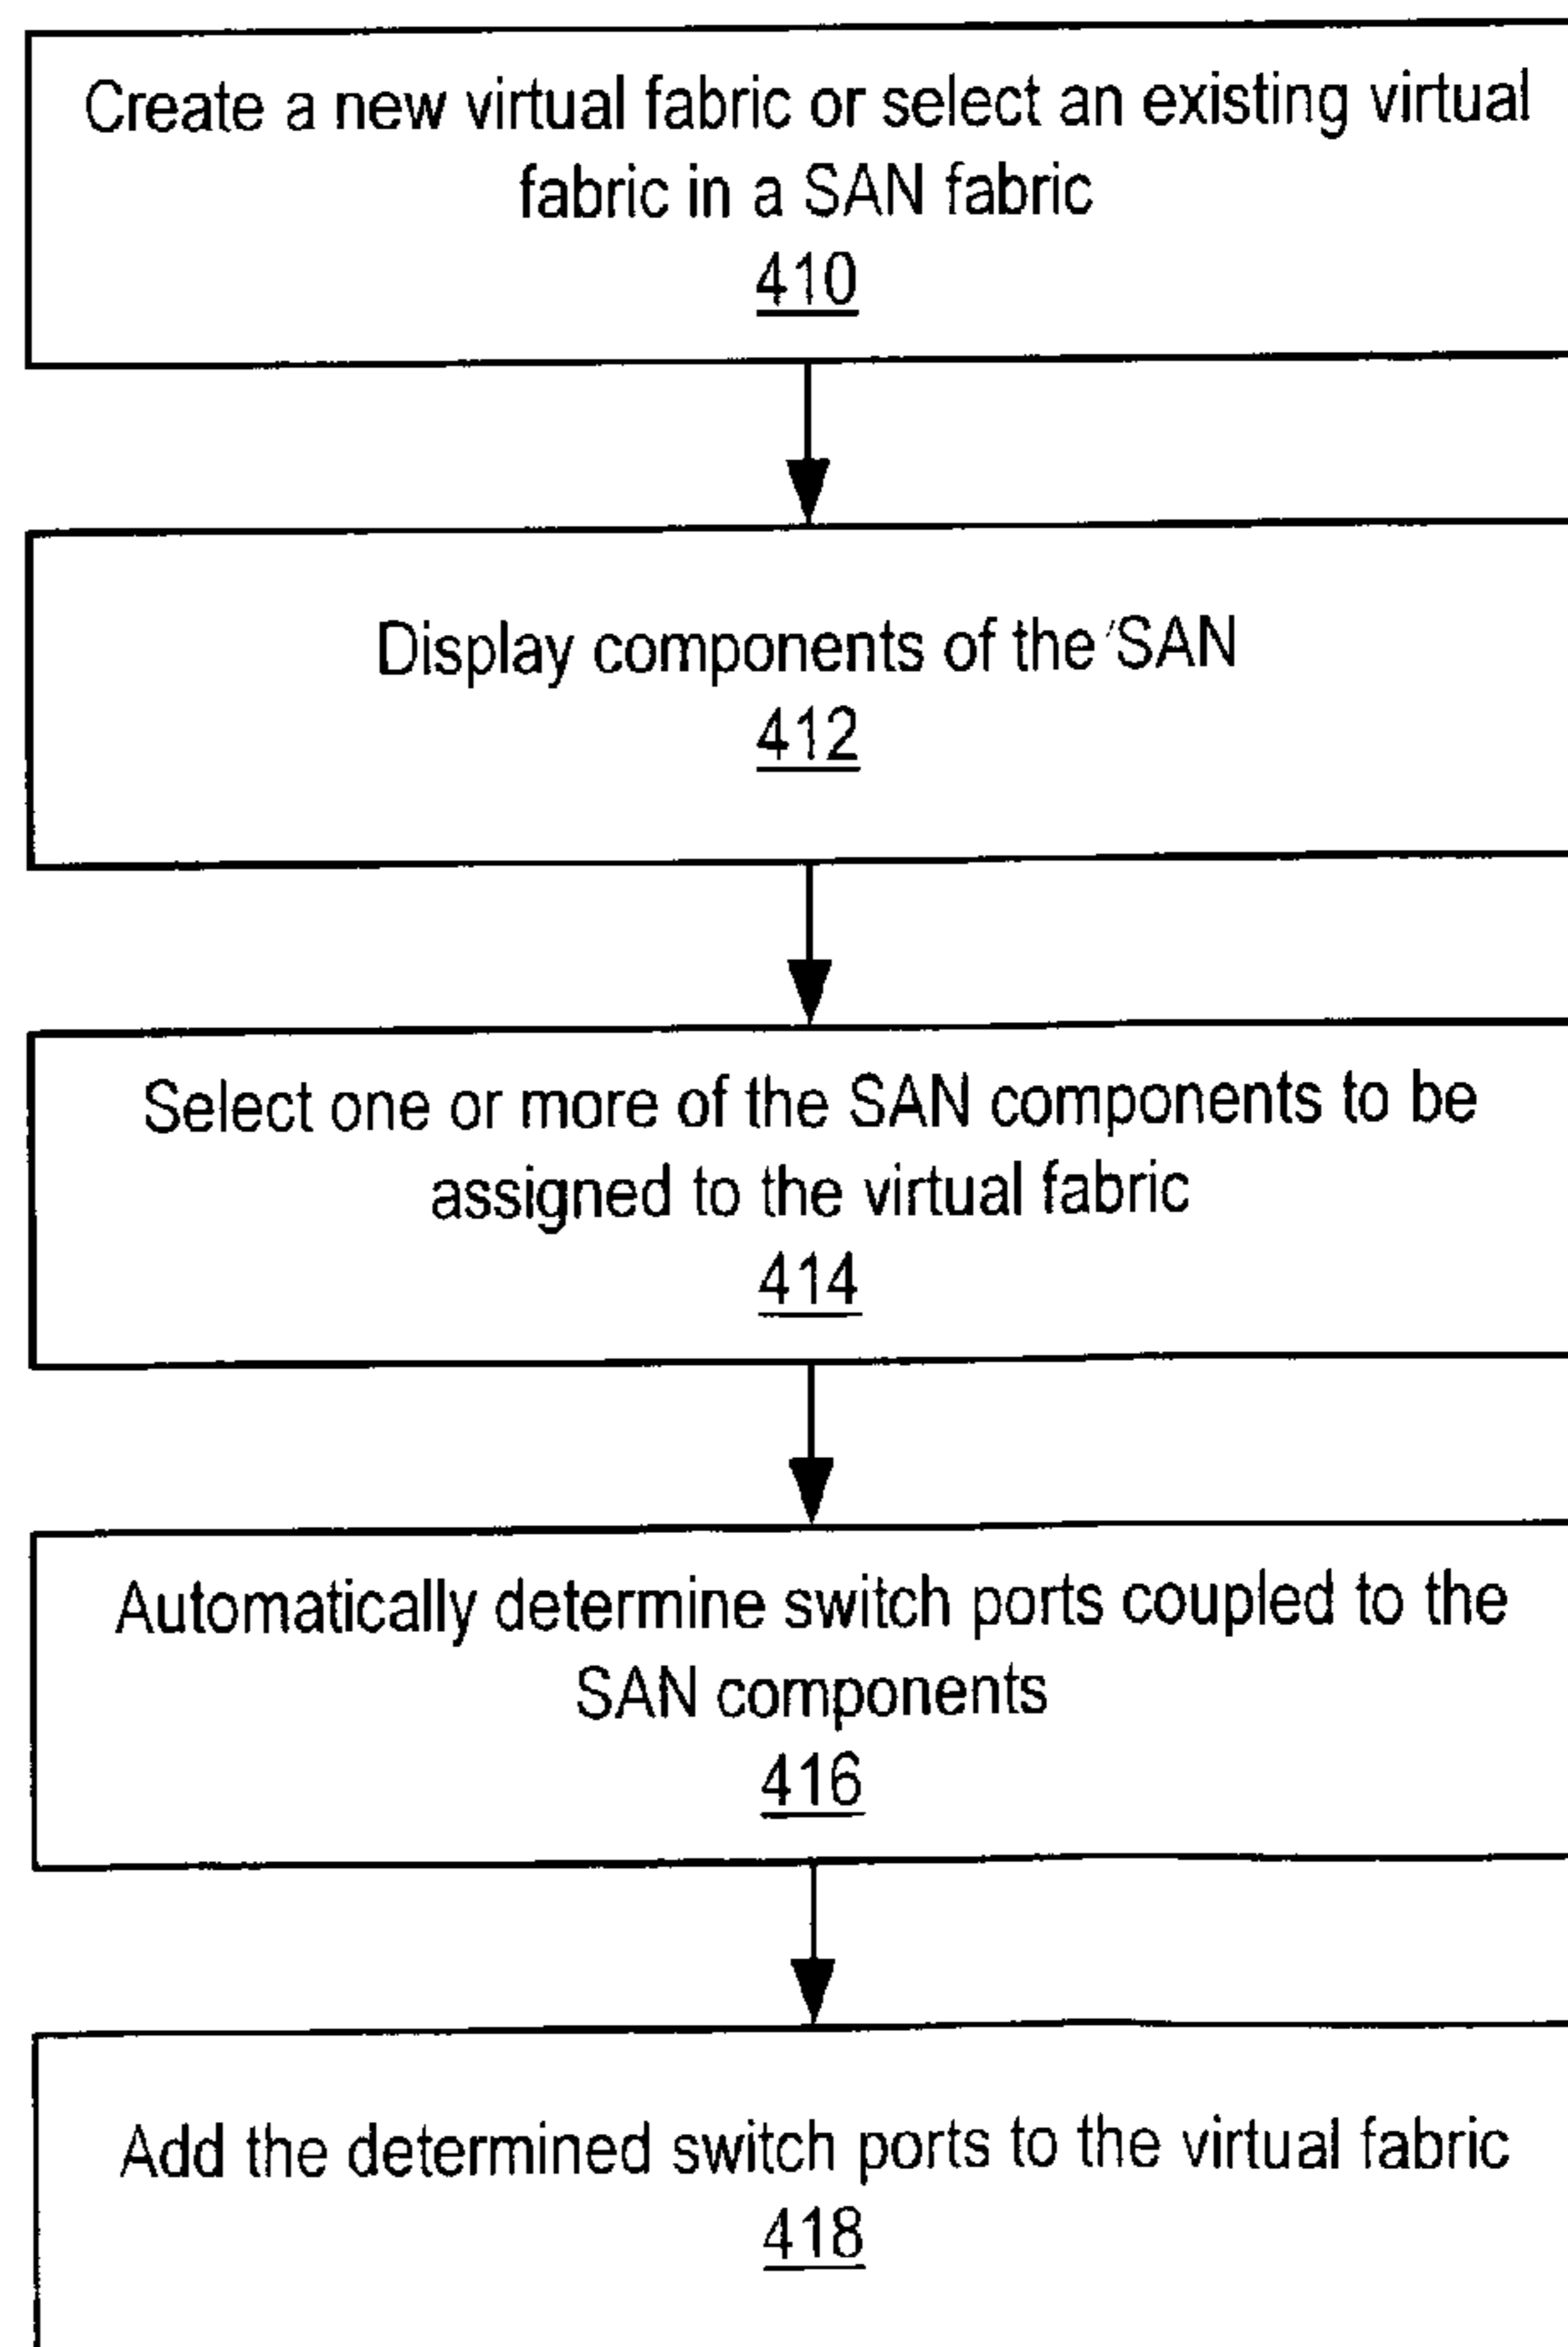 Create a new virtual fabric or select an existing virtual
fabric in a SAN fabric
410
Display components of the SAN
412
Select one or more of the SAN components to be
assigned to the virtual fabric
414
Automatically determine switch ports coupled to the
SAN components
416
Add the determined switch ports to the virtual fabric
418